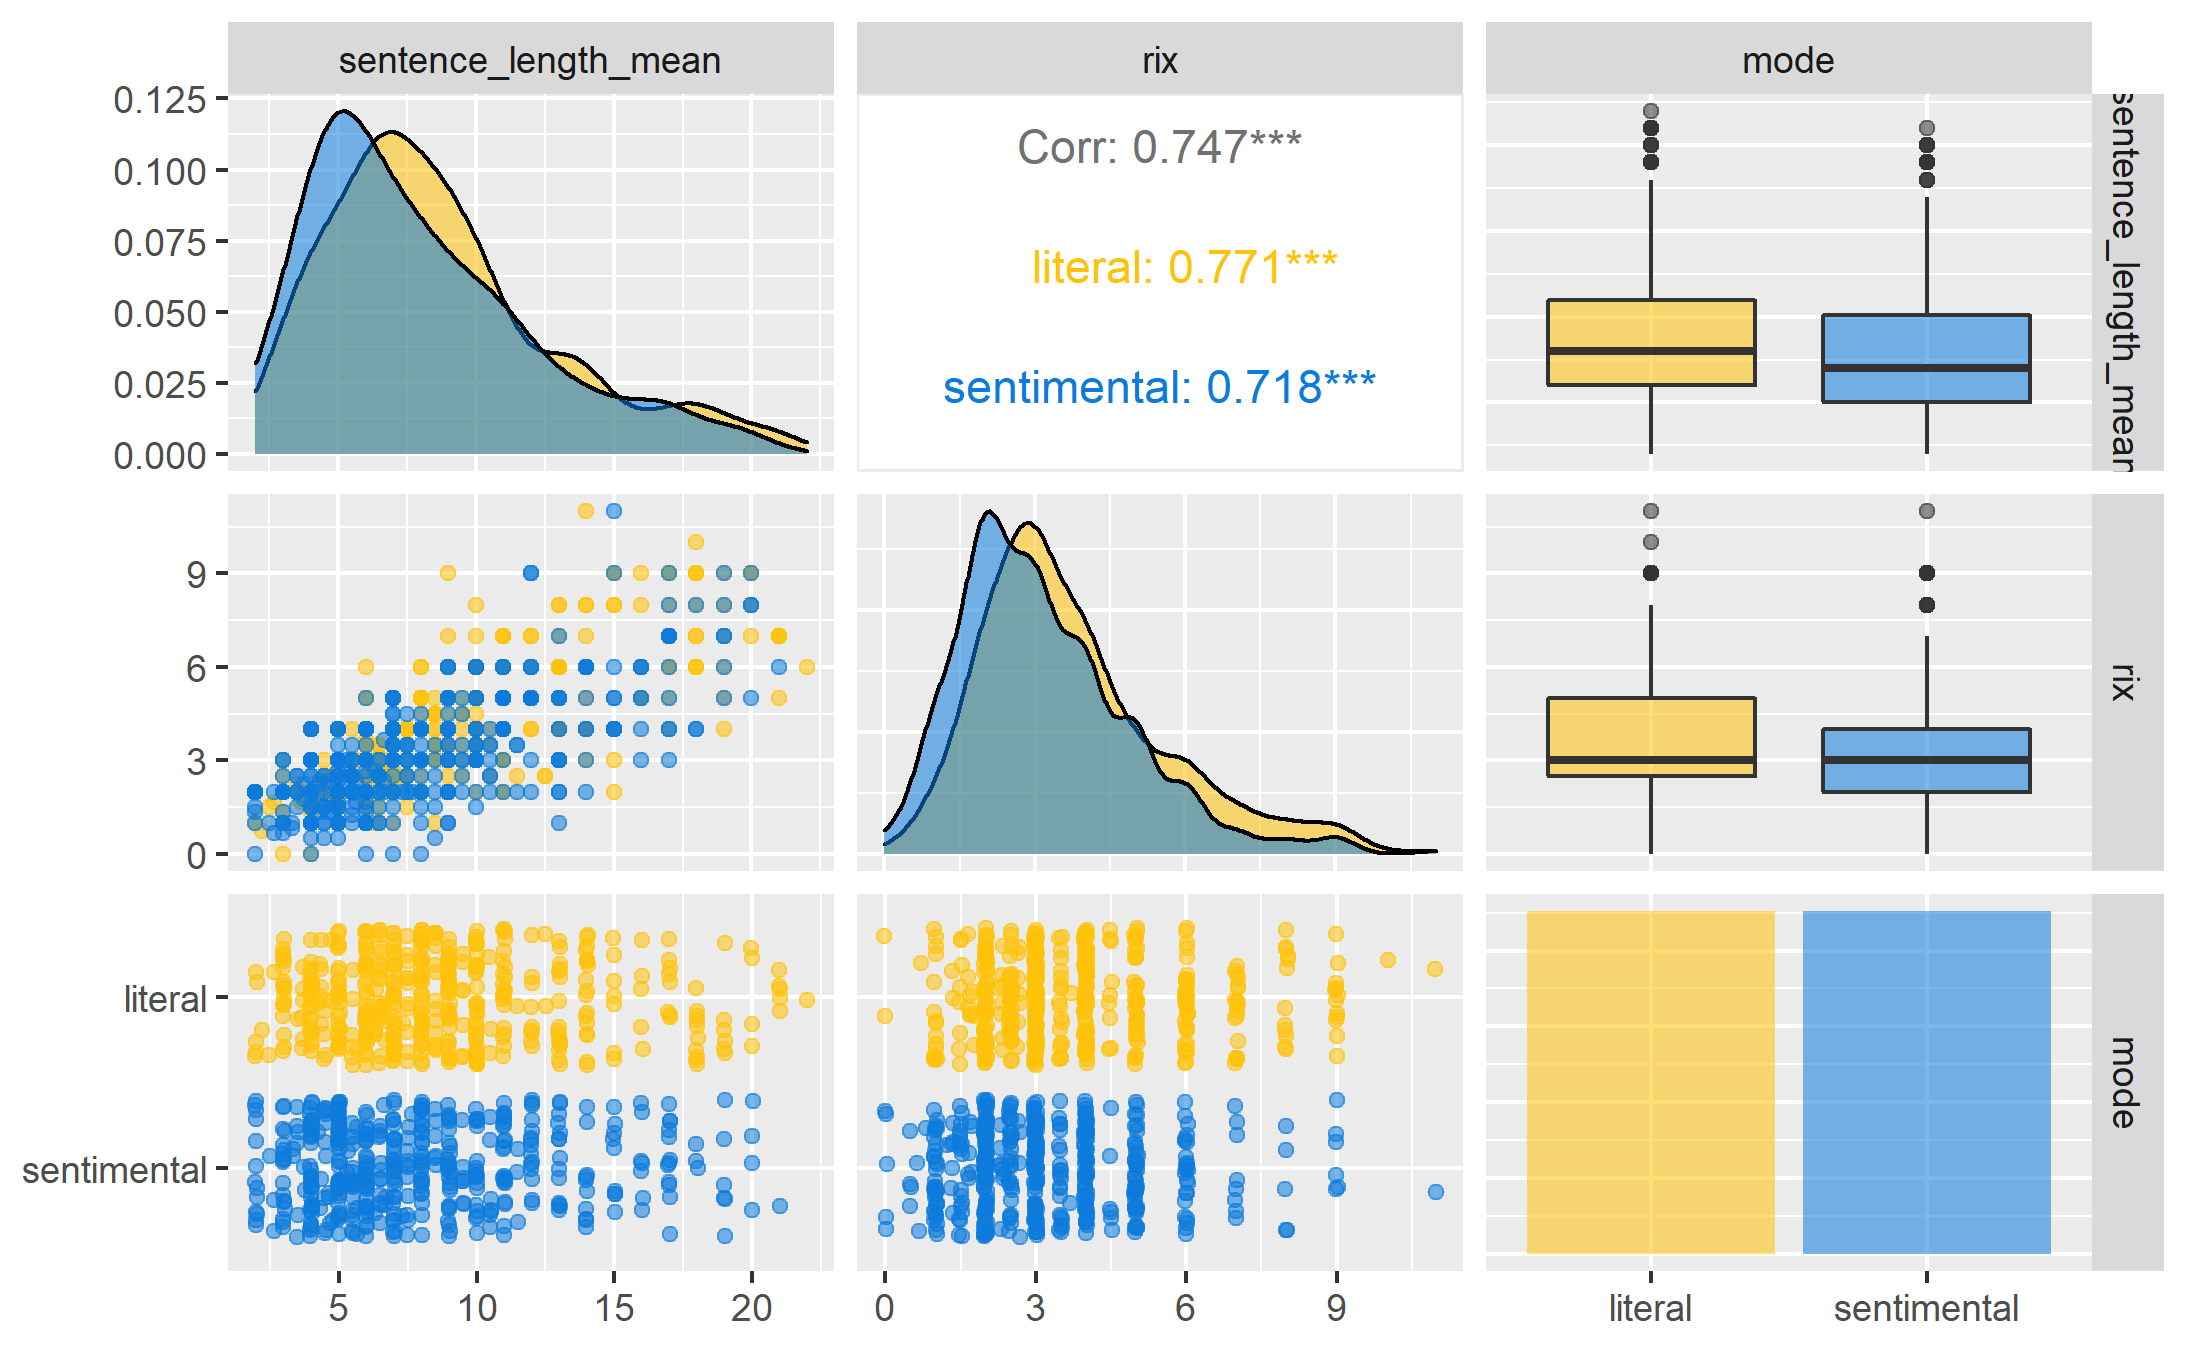 sentence_length_mean
rix
mode
0.125
0.100
0.075
0.050
0.025
0.000
Corr: 0.747***
literal: 0.771***
sentimental: 0.718***
sentence_length_mean
9
6
3
0
rix
literal
sentimental
mode
5
10
15
20
0
3
6
9
literal
sentimental